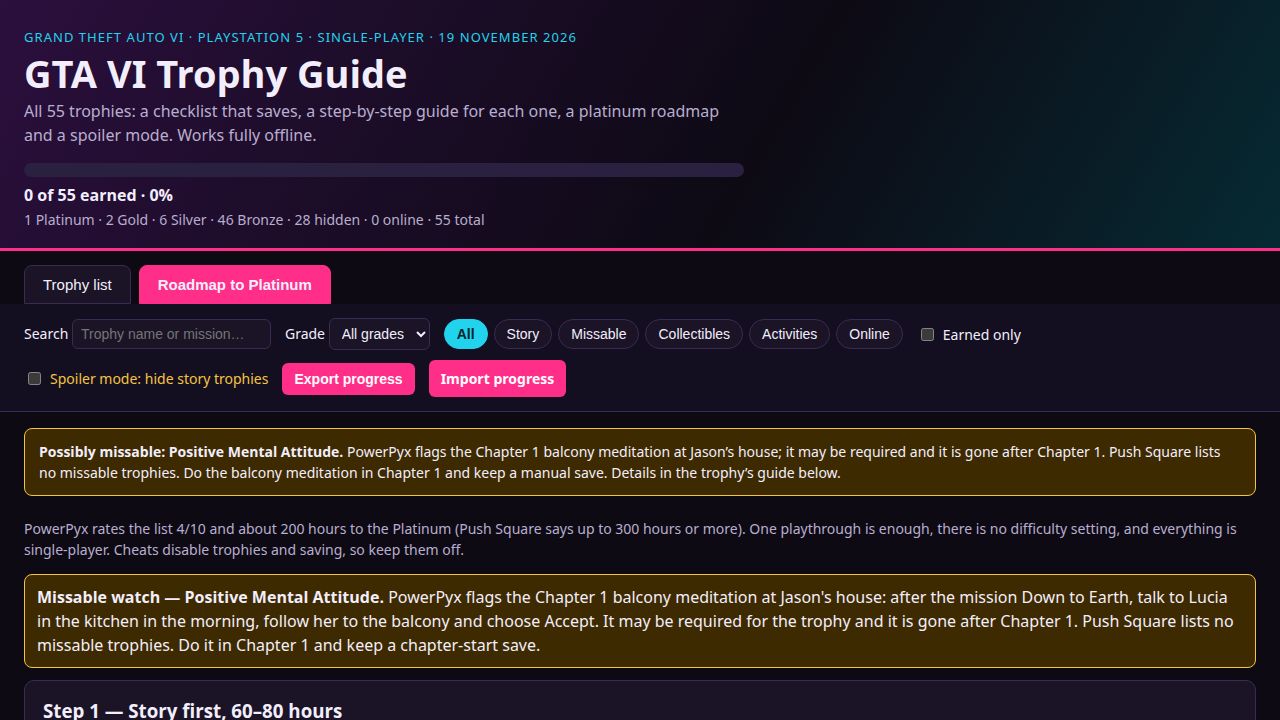 GRAND THEFT AUTO VI · PLAYSTATION 5 · SINGLE-PLAYER · 19 NOVEMBER 2026
GTA VI Trophy Guide
All 55 trophies: a checklist that saves, a step-by-step guide for each one, a platinum roadmap
and a spoiler mode. Works fully offline.
0 of 55 earned · 0%
1 Platinum · 2 Gold · 6 Silver · 46 Bronze · 28 hidden · 0 online · 55 total
Trophy list Roadmap to Platinum
Search Trophy name or mission… Grade All grades All Story Missable Collectibles Activities Online Earned only
Spoiler mode: hide story trophies Export progress Import progress
Possibly missable: Positive Mental Attitude. PowerPyx flags the Chapter 1 balcony meditation at Jason’s house; it may be required and it is gone after Chapter 1. Push Square lists
no missable trophies. Do the balcony meditation in Chapter 1 and keep a manual save. Details in the trophy’s guide below.
PowerPyx rates the list 4/10 and about 200 hours to the Platinum (Push Square says up to 300 hours or more). One playthrough is enough, there is no difficulty setting, and everything is
single-player. Cheats disable trophies and saving, so keep them off.
Missable watch — Positive Mental Attitude. PowerPyx flags the Chapter 1 balcony meditation at Jason's house: after the mission Down to Earth, talk to Lucia
in the kitchen in the morning, follow her to the balcony and choose Accept. It may be required for the trophy and it is gone after Chapter 1. Push Square lists no
missable trophies. Do it in Chapter 1 and keep a chapter-start save.
Step 1 — Story first, 60–80 hours